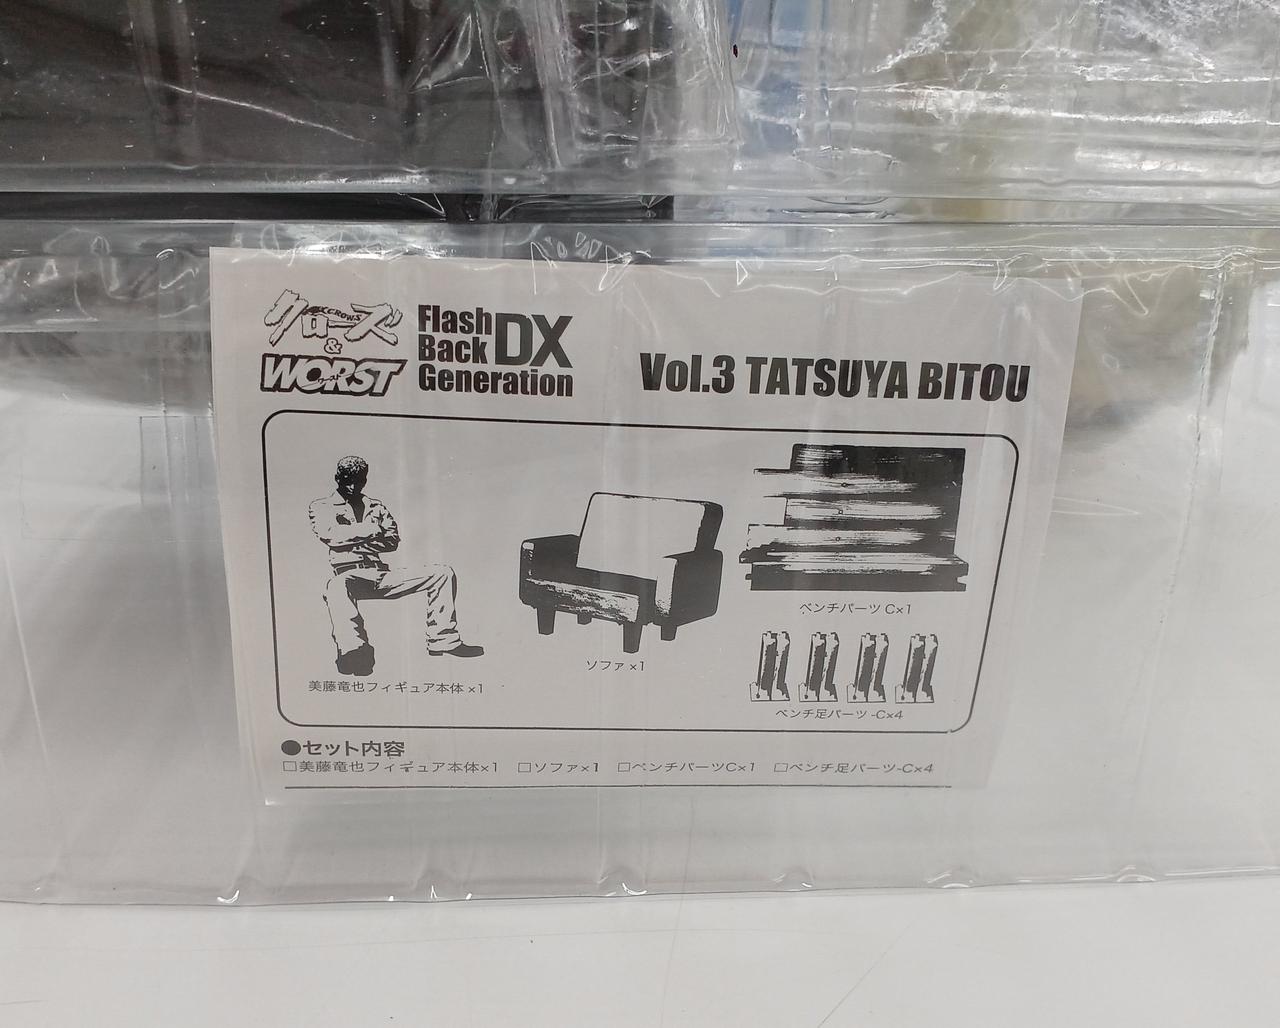 クローズ
CROWS
&
WORST
Flash
Back
Generation
DX
Vol.3 TATSUYA BITOU
美藤竜也フィギュア本体 ×1
ソファ ×1
ベンチパーツ C×1
ベンチ足パーツ -C×4
●セット内容
□美藤竜也フィギュア本体×1 □ソファ×1 □ベンチパーツC×1 □ベンチ足パーツ-C×4